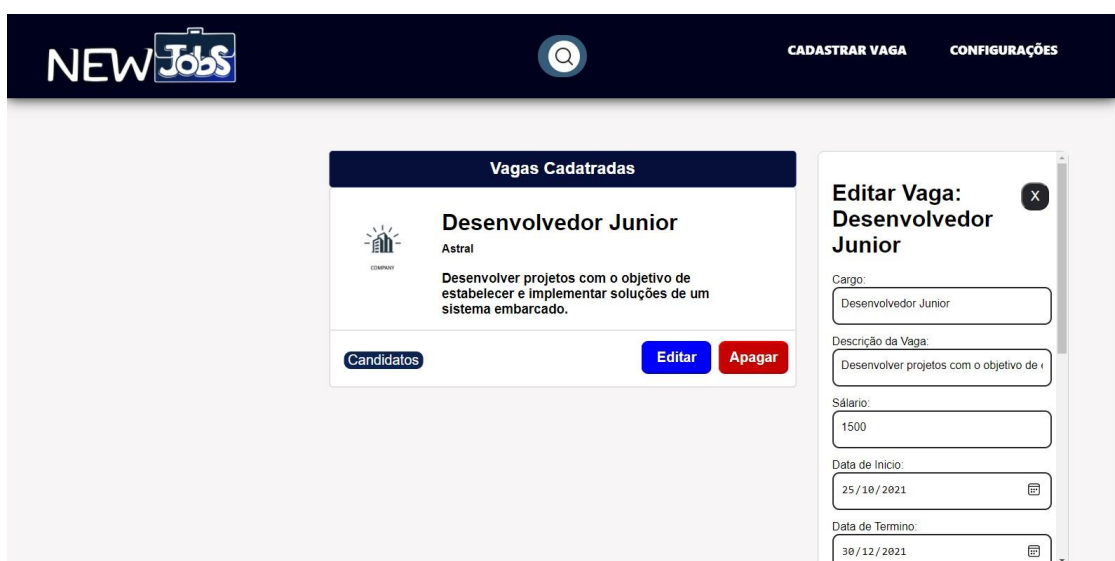 NEW JobS
CADASTRAR VAGA
CONFIGURAÇÕES
Vagas Cadatradas
Desenvolvedor Junior
Astral
COMPANY
Desenvolver projetos com o objetivo de
estabelecer e implementar soluções de um
sistema embarcado.
Candidatos
Editar
Apagar
Editar Vaga:
Desenvolvedor
Junior
X
Cargo:
Desenvolvedor Junior
Descrição da Vaga:
Desenvolver projetos com o objetivo de
Sálario:
1500
Data de Inicio:
25/10/2021
Data de Termino:
30/12/2021